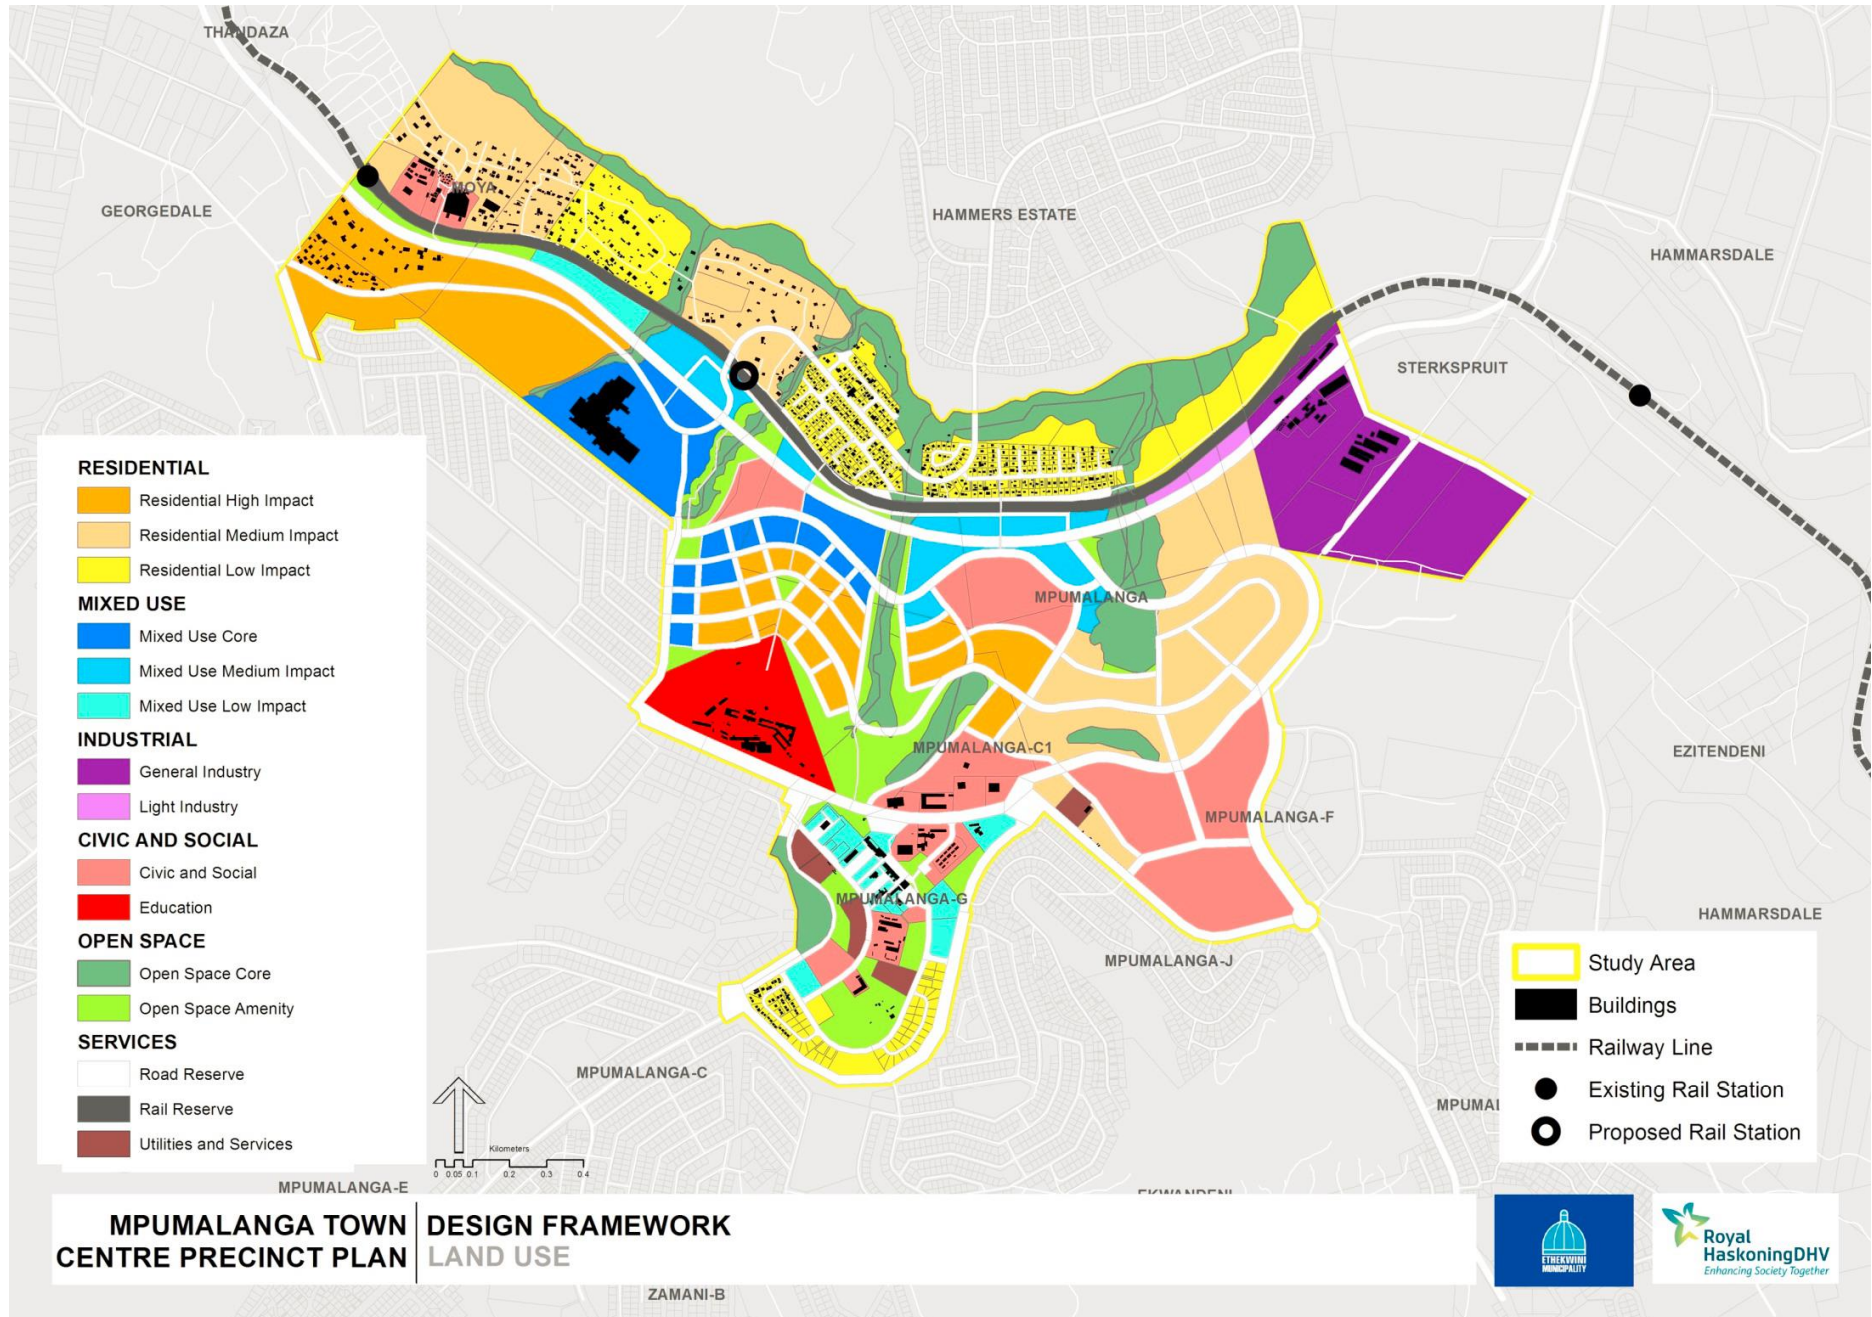 THANDAZA
GEORGEDALE
MOYA
HAMMERS ESTATE
HAMMARSDALE
STERKSPRUIT
MPUMALANGA
MPUMALANGA-C1
EZITENDENI
MPUMALANGA-F
MPUMALANGA-G
HAMMARSDALE
MPUMALANGA-J
MPUMALANGA-C
MPUMAL
MPUMALANGA-E
EKWANDENI
ZAMANI-B
RESIDENTIAL
Residential High Impact
Residential Medium Impact
Residential Low Impact
MIXED USE
Mixed Use Core
Mixed Use Medium Impact
Mixed Use Low Impact
INDUSTRIAL
General Industry
Light Industry
CIVIC AND SOCIAL
Civic and Social
Education
OPEN SPACE
Open Space Core
Open Space Amenity
SERVICES
Road Reserve
Rail Reserve
Utilities and Services
Kilometers
0 0.05 0.1 0.2 0.3 0.4
Study Area
Buildings
Railway Line
Existing Rail Station
Proposed Rail Station
MPUMALANGA TOWN
CENTRE PRECINCT PLAN
DESIGN FRAMEWORK
LAND USE
ETHEKWINI
MUNICIPALITY
Royal
HaskoningDHV
Enhancing Society Together